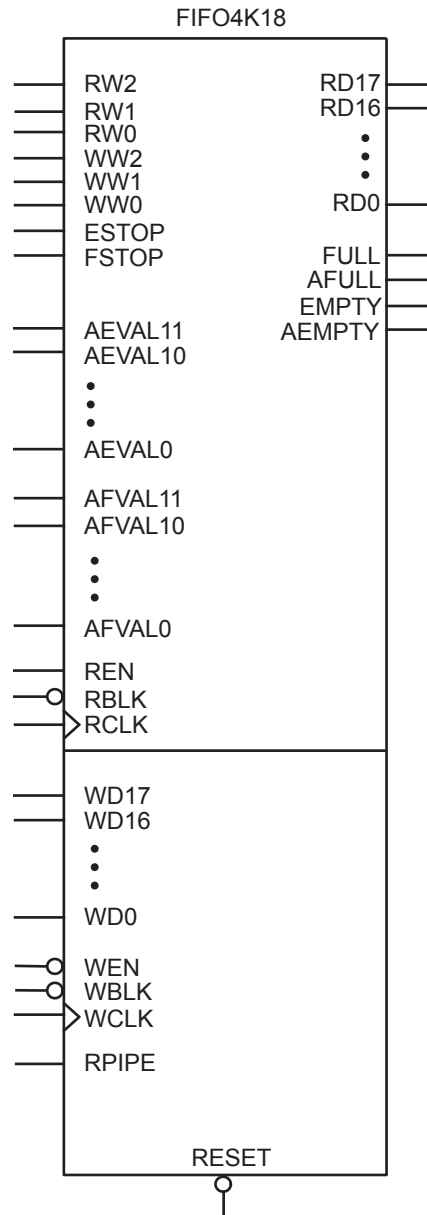 FIFO4K18
RW2
RD17
RW1
RD16
RW0
WW2
WW1
WW0
RD0
ESTOP
FSTOP
FULL
AFULL
EMPTY
AEVAL11
AEMPTY
AEVAL10
AEVAL0
AFVAL11
AFVAL10
AFVAL0
REN
RBLK
RCLK
WD17
WD16
WD0
WEN
WBLK
WCLK
RPIPE
RESET